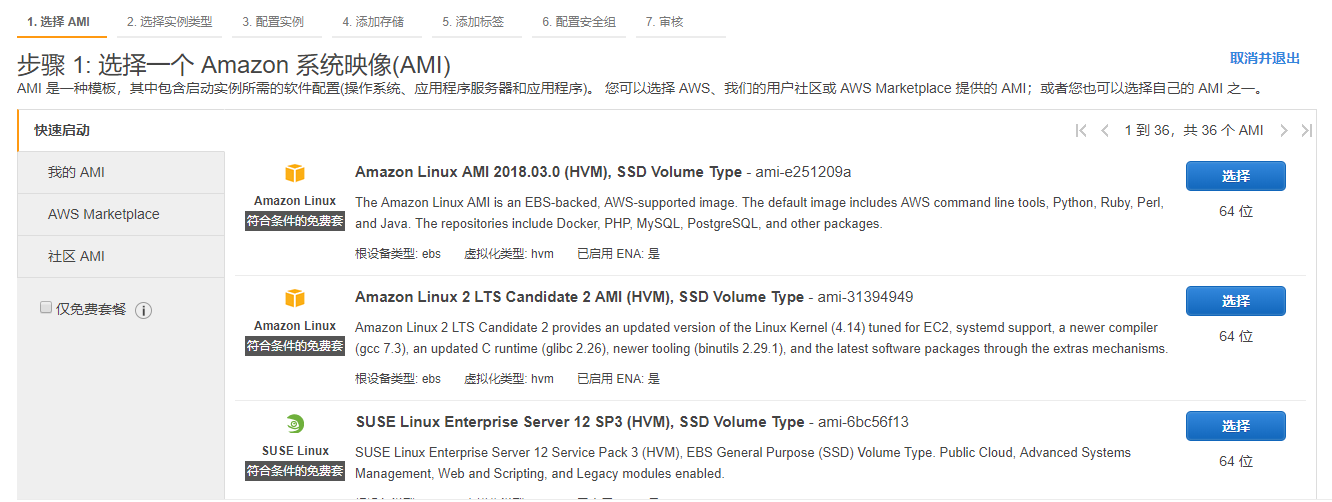 1. 选择 AMI 2. 选择实例类型 3. 配置实例 4. 添加存储 5. 添加标签 6. 配置安全组 7. 审核
步骤 1: 选择一个 Amazon 系统映像(AMI)
取消并退出
AMI 是一种模板，其中包含启动实例所需的软件配置(操作系统、应用程序服务器和应用程序)。 您可以选择 AWS、我们的用户社区或 AWS Marketplace 提供的 AMI；或者您也可以选择自己的 AMI 之一。
快速启动
1 到 36，共 36 个 AMI
我的 AMI
AWS Marketplace
社区 AMI
仅免费套餐
Amazon Linux
符合条件的免费套
Amazon Linux AMI 2018.03.0 (HVM), SSD Volume Type - ami-e251209a
The Amazon Linux AMI is an EBS-backed, AWS-supported image. The default image includes AWS command line tools, Python, Ruby, Perl,
and Java. The repositories include Docker, PHP, MySQL, PostgreSQL, and other packages.
根设备类型: ebs 虚拟化类型: hvm 已启用 ENA: 是
选择
64 位
Amazon Linux
符合条件的免费套
Amazon Linux 2 LTS Candidate 2 AMI (HVM), SSD Volume Type - ami-31394949
Amazon Linux 2 LTS Candidate 2 provides an updated version of the Linux Kernel (4.14) tuned for EC2, systemd support, a newer compiler
(gcc 7.3), an updated C runtime (glibc 2.26), newer tooling (binutils 2.29.1), and the latest software packages through the extras mechanisms.
根设备类型: ebs 虚拟化类型: hvm 已启用 ENA: 是
选择
64 位
SUSE Linux
符合条件的免费套
SUSE Linux Enterprise Server 12 SP3 (HVM), SSD Volume Type - ami-6bc56f13
SUSE Linux Enterprise Server 12 Service Pack 3 (HVM), EBS General Purpose (SSD) Volume Type. Public Cloud, Advanced Systems
Management, Web and Scripting, and Legacy modules enabled.
选择
64 位